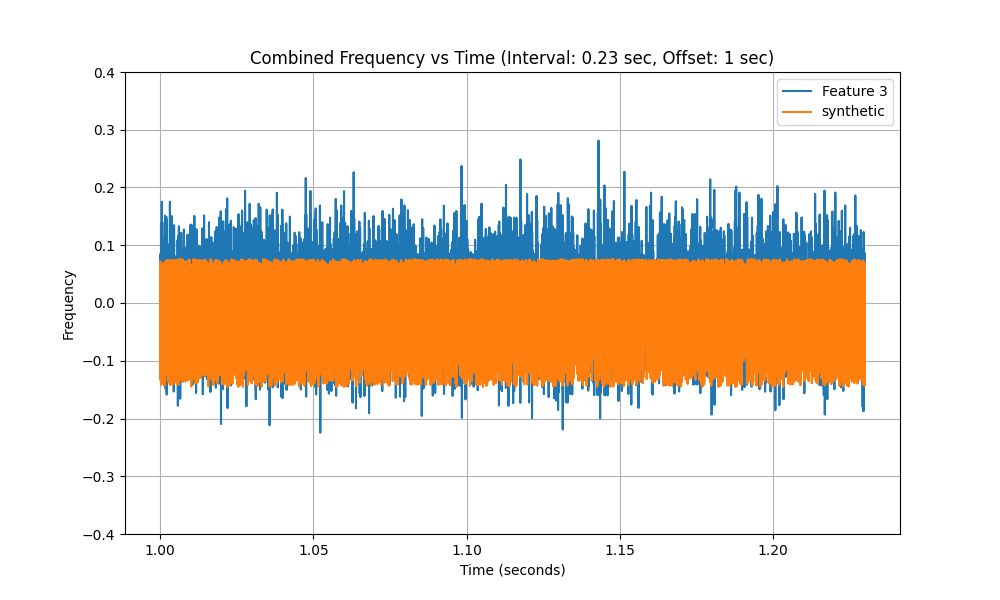 Combined Frequency vs Time (Interval: 0.23 sec, Offset: 1 sec)
Feature 3
synthetic
0.4
0.3
0.2
0.1
0.0
−0.1
−0.2
−0.3
−0.4
Frequency
1.00
1.05
1.10
1.15
1.20
Time (seconds)